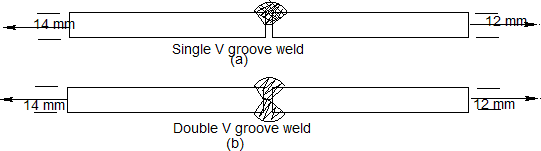 14 mm
12 mm
Single V groove weld
(a)
14 mm
12 mm
Double V groove weld
(b)